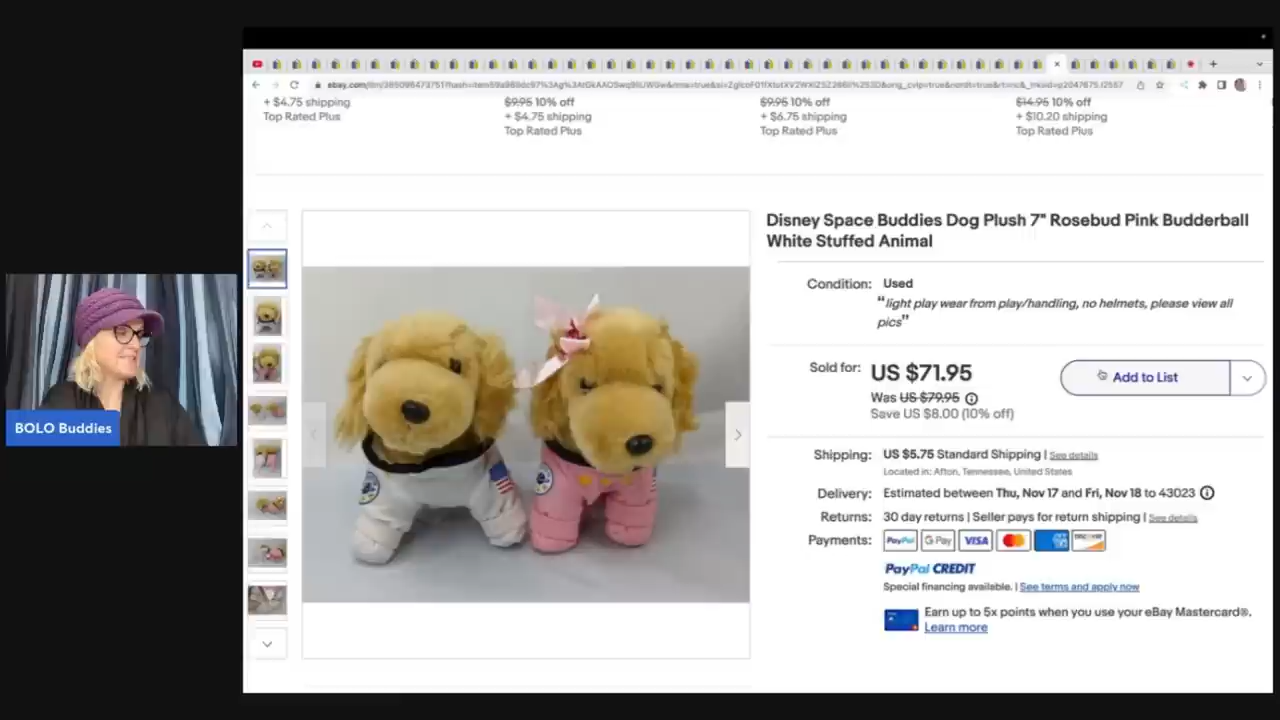 + $4.75 shipping
Top Rated Plus
$9.95 10% off
+ $4.75 shipping
Top Rated Plus
$9.95 10% off
+ $6.75 shipping
Top Rated Plus
$14.95 10% off
+ $10.20 shipping
Top Rated Plus
Disney Space Buddies Dog Plush 7" Rosebud Pink Budderball
White Stuffed Animal
Condition: Used
"light play wear from play/handling, no helmets, please view all
pics"
Sold for: US $71.95
Add to List
Was US $79.95
Save US $8.00 (10% off)
Shipping: US $5.75 Standard Shipping | See details
Located in: Afton, Tennessee, United States
Delivery: Estimated between Thu, Nov 17 and Fri, Nov 18 to 43023
Returns: 30 day returns | Seller pays for return shipping | See details
Payments: PayPal G Pay VISA
DISCOVER
PayPal CREDIT
Special financing available. | See terms and apply now
Earn up to 5x points when you use your eBay Mastercard®.
Learn more
BOLO Buddies